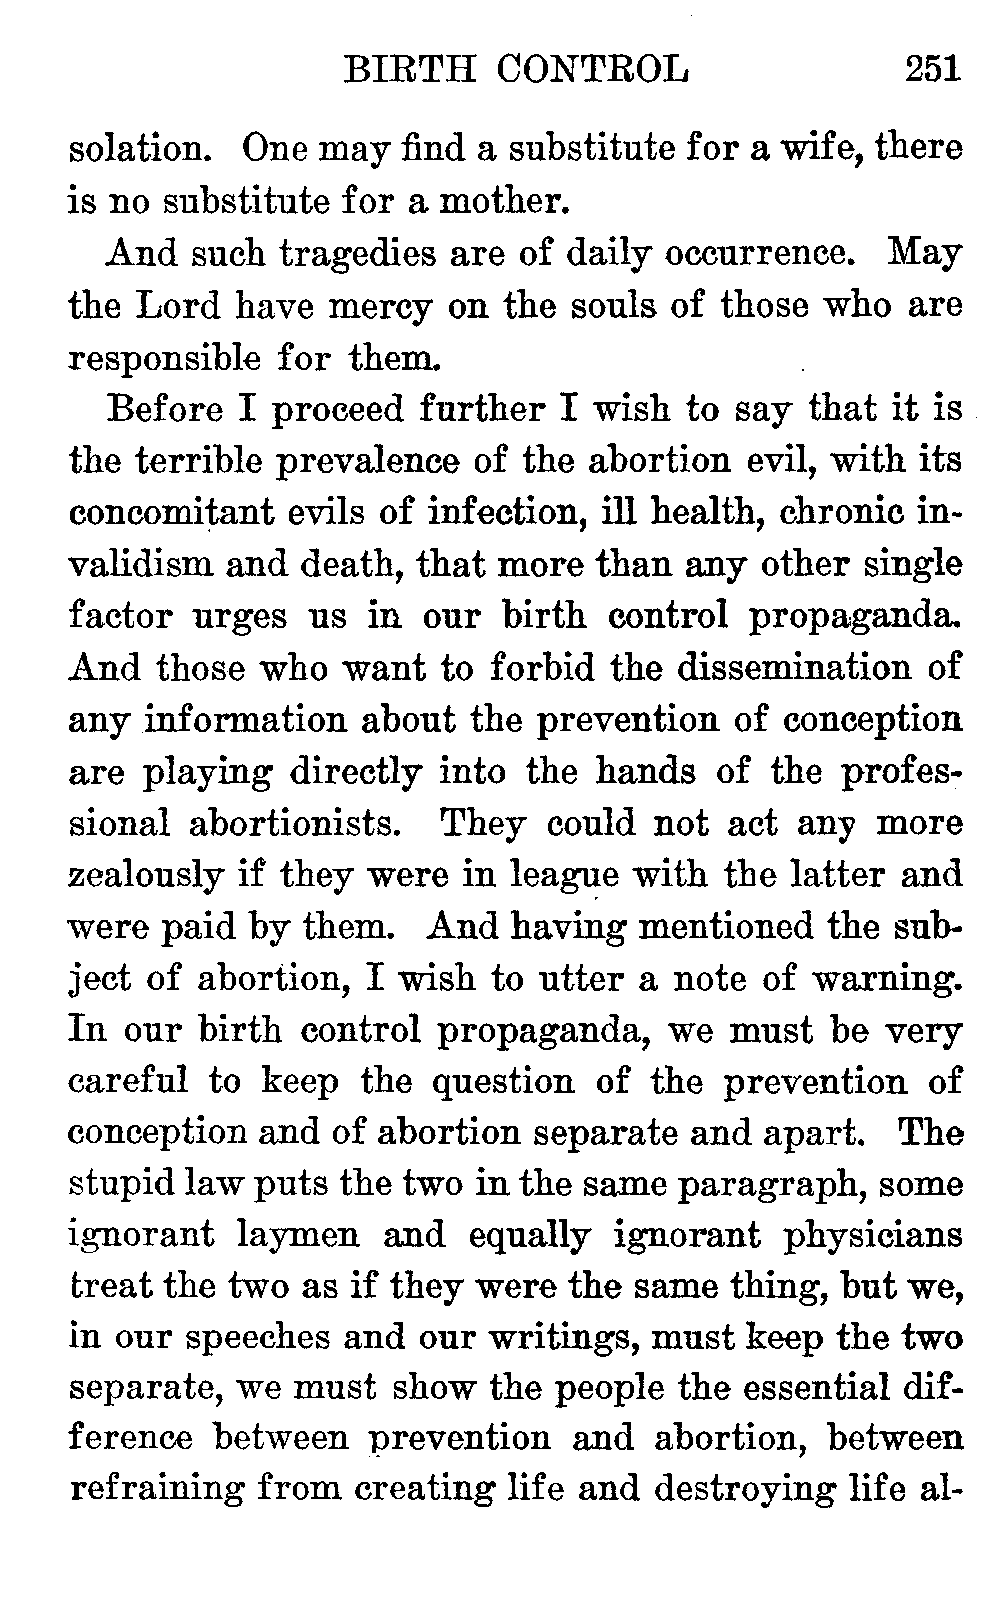 BIRTH CONTROL 251
solation. One may find a substitute for a wife, there
is no substitute for a mother.
And such tragedies are of daily occurrence. May
the Lord have mercy on the souls of those who are
responsible for them.
Before I proceed further I wish to say that it is
the terrible prevalence of the abortion evil, with its
concomitant evils of infection, ill health, chronic in-
validism and death, that more than any other single
factor urges us in our birth control propaganda.
And those who want to forbid the dissemination of
any information about the prevention of conception
are playing directly into the hands of the profes-
sional abortionists. They could not act any more
zealously if they were in league with the latter and
were paid by them. And having mentioned the sub-
ject of abortion, I wish to utter a note of warning.
In our birth control propaganda, we must be very
careful to keep the question of the prevention of
conception and of abortion separate and apart. The
stupid law puts the two in the same paragraph, some
ignorant laymen and equally ignorant physicians
treat the two as if they were the same thing, but we,
in our speeches and our writings, must keep the two
separate, we must show the people the essential dif-
ference between prevention and abortion, between
refraining from creating life and destroying life al-